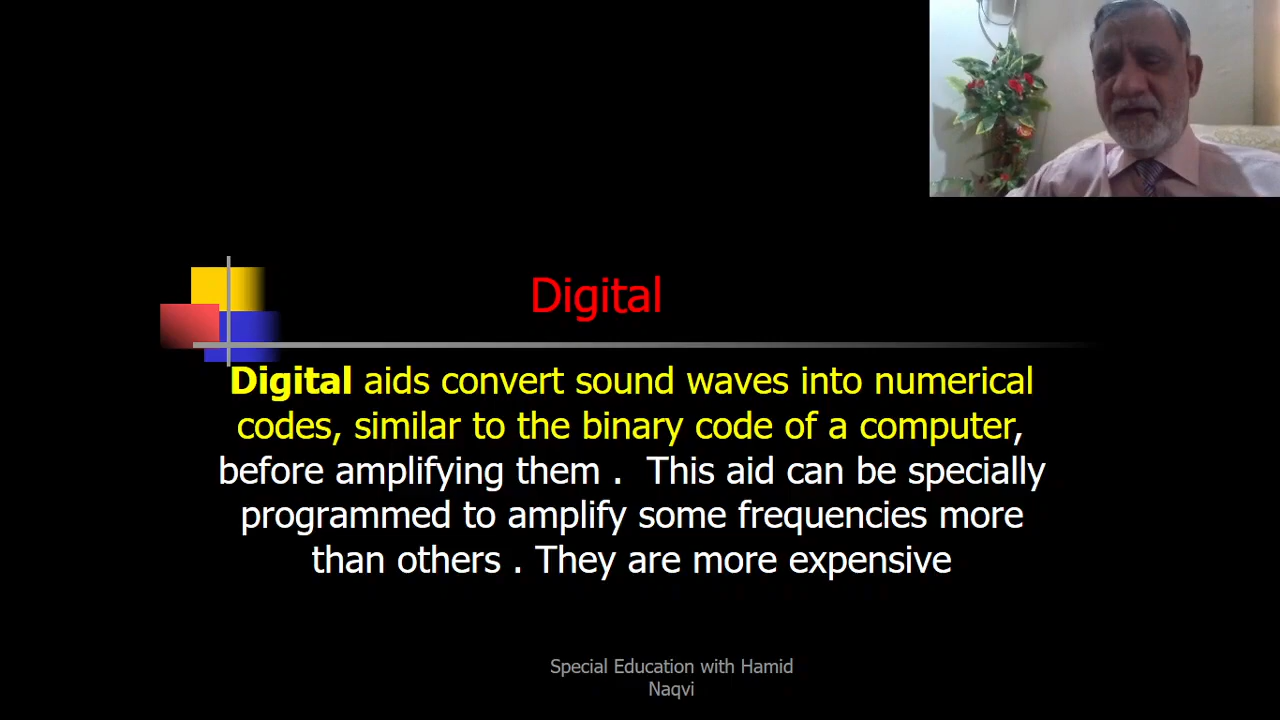 Digital
Digital aids convert sound waves into numerical
codes, similar to the binary code of a computer,
before amplifying them .  This aid can be specially
programmed to amplify some frequencies more
than others . They are more expensive
Special Education with Hamid
Naqvi